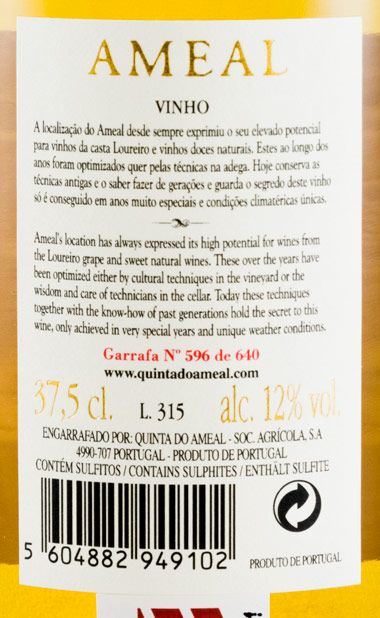 AMEAL
VINHO
A localização do Ameal desde sempre exprimiu o seu elevado potencial
para vinhos da casta Loureiro e vinhos doces naturais. Estes ao longo dos
anos foram optimizados quer pelas técnicas na adega. Hoje conserva as
técnicas antigas e o saber fazer de gerações e guarda o segredo deste vinho
só é conseguido em anos muito especiais e condições climatéricas únicas.
Ameal's location has always expressed its high potential for wines from
the Loureiro grape and sweet natural wines. These over the years have
been optimized either by cultural techniques in the vineyard or the
wisdom and care of technicians in the cellar. Today these techniques
together with the know-how of past generations hold the secret to this
wine, only achieved in very special years and unique weather conditions.
Garrafa Nº 596 de 640
www.quintadoameal.com
37,5 cl. L. 315 alc. 12% vol.
ENGARRAFADO POR: QUINTA DO AMEAL - SOC. AGRÍCOLA, S.A
4990-707 PORTUGAL - PRODUTO DE PORTUGAL
CONTÉM SULFITOS / CONTAINS SULPHITES / ENTHÄLT SULFITE
5 604882 949102
PRODUZIDO DE PORTUGAL